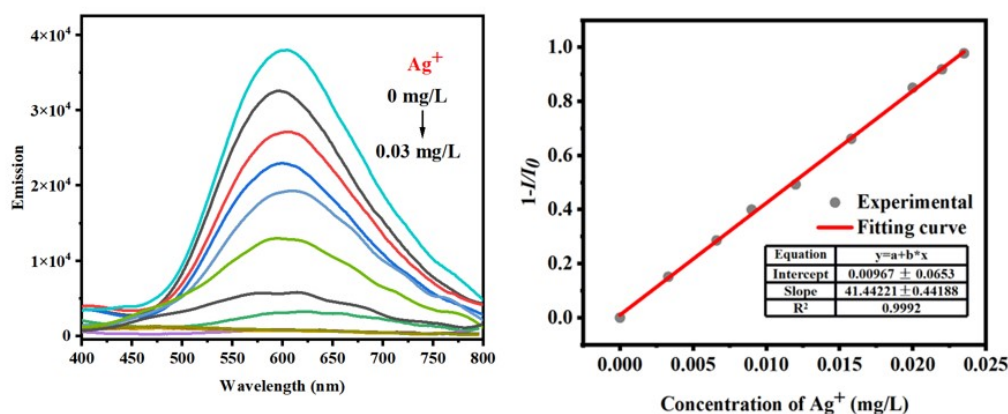 4×10⁴
3×10⁴
2×10⁴
1×10⁴
0
Emission
400 450 500 550 600 650 700 750 800
Wavelength (nm)
Ag⁺
0 mg/L
0.03 mg/L
1.0
0.8
0.6
0.4
0.2
0.0
1-I/I₀
0.000 0.005 0.010 0.015 0.020 0.025
Concentration of Ag⁺ (mg/L)
Experimental
Fitting curve
Equation y=a+b*x
Intercept 0.00967 ± 0.0653
Slope 41.44221±0.44188
R² 0.9992